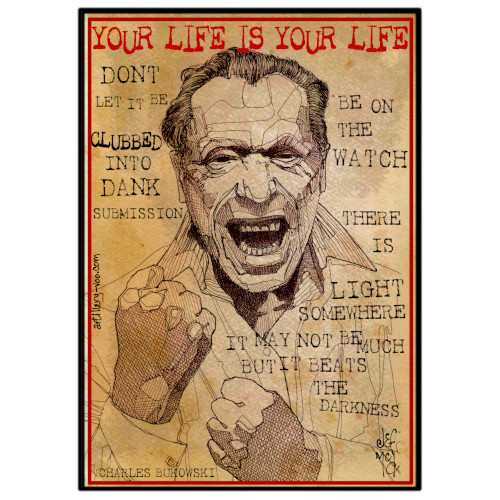 YOUR LIFE IS YOUR LIFE
DONT
LET IT BE
CLUBBED
INTO
DANK
SUBMISSION
BE ON
THE
WATCH
THERE
IS
LIGHT
SOMEWHERE
IT MAY NOT BE MUCH
BUT IT BEATS
THE
DARKNESS
CHARLES BUKOWSKI